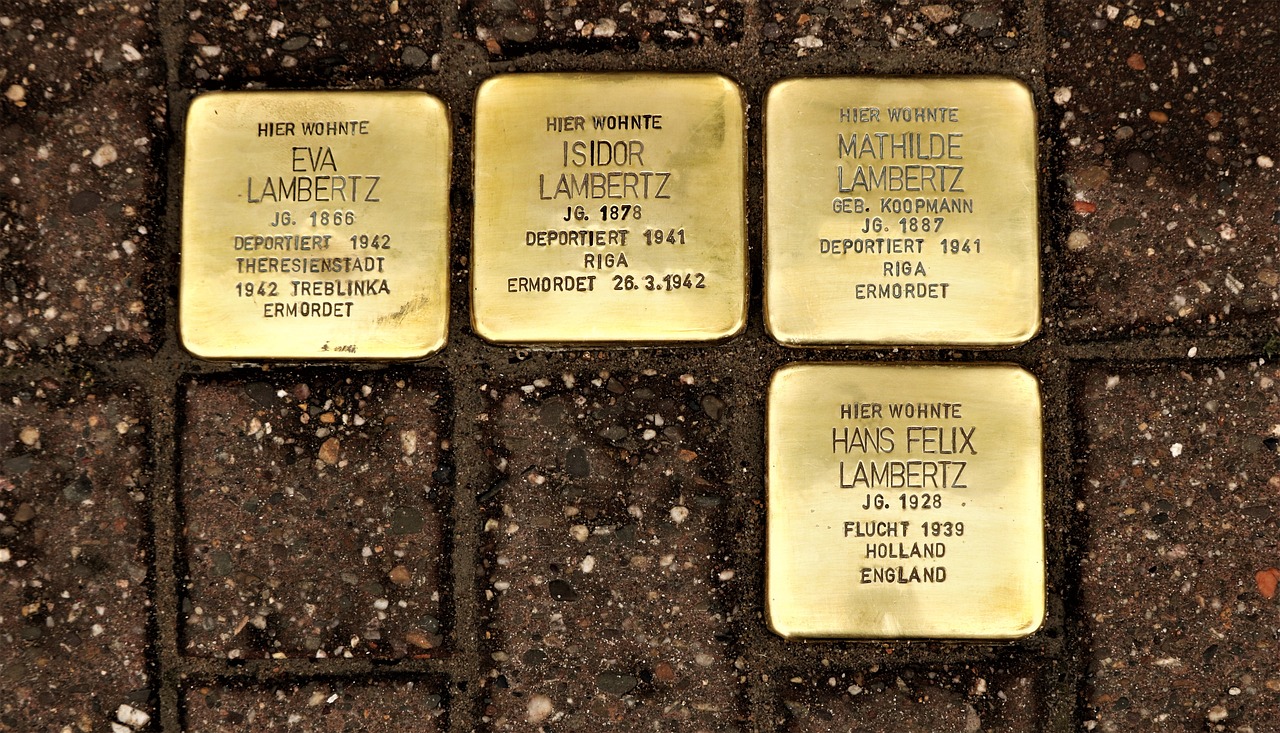 HIER WOHNTE
EVA
LAMBERTZ
JG. 1866
DEPORTIERT 1942
THERESIENSTADT
1942 TREBLINKA
ERMORDET
HIER WOHNTE
ISIDOR
LAMBERTZ
JG. 1878
DEPORTIERT 1941
RIGA
ERMORDET 26.3.1942
HIER WOHNTE
MATHILDE
LAMBERTZ
GEB. KOOPMANN
JG. 1887
DEPORTIERT 1941
RIGA
ERMORDET
HIER WOHNTE
HANS FELIX
LAMBERTZ
JG. 1928
FLUCHT 1939
HOLLAND
ENGLAND